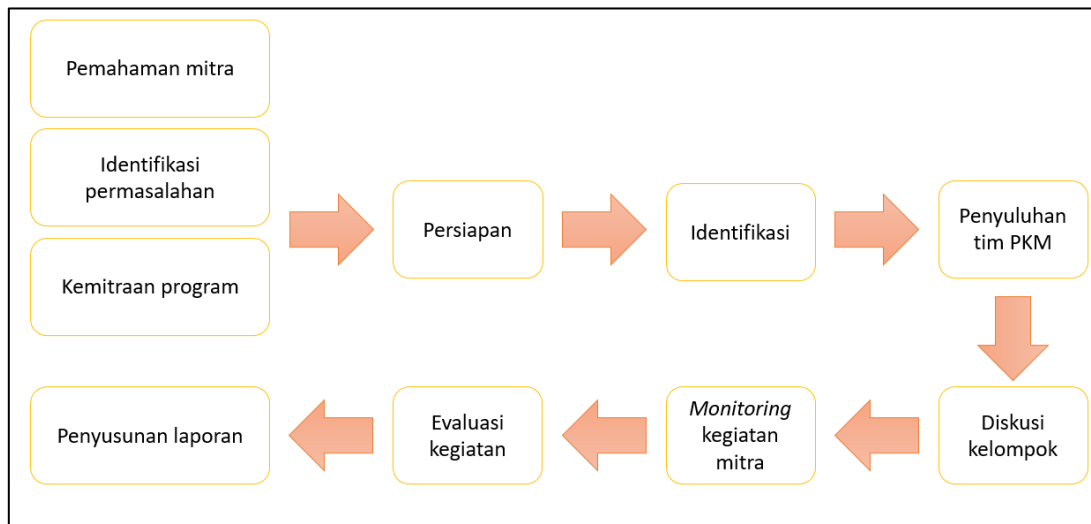 Pemahaman mitra
Identifikasi
permasalahan
Kemitraan program
Persiapan
Identifikasi
Penyuluhan
tim PKM
Diskusi
kelompok
Monitoring
kegiatan
mitra
Evaluasi
kegiatan
Penyusunan laporan